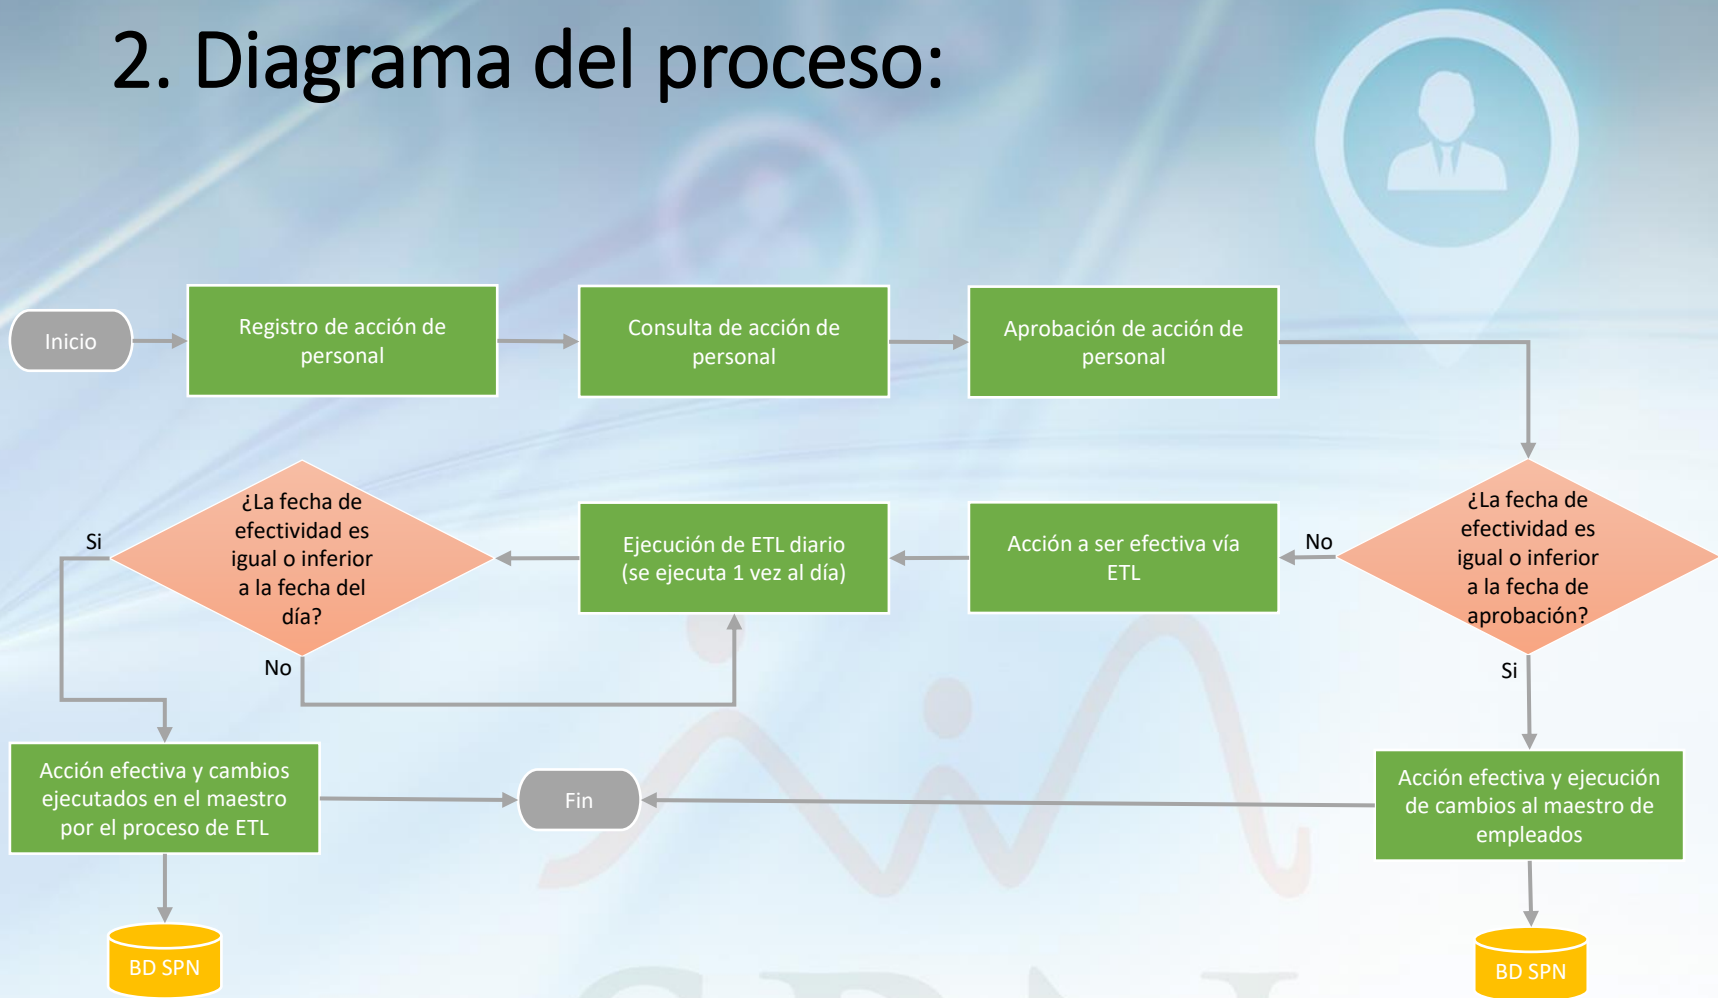 2. Diagrama del proceso:
Inicio
Registro de acción de
personal
Consulta de acción de
personal
Aprobación de acción de
personal
¿La fecha de
efectividad es
igual o inferior
a la fecha del
día?
Si
No
Ejecución de ETL diario
(se ejecuta 1 vez al día)
Acción a ser efectiva vía
ETL
No
¿La fecha de
efectividad es
igual o inferior
a la fecha de
aprobación?
Si
Acción efectiva y cambios
ejecutados en el maestro
por el proceso de ETL
Fin
Acción efectiva y ejecución
de cambios al maestro de
empleados
BD SPN
BD SPN
SPN